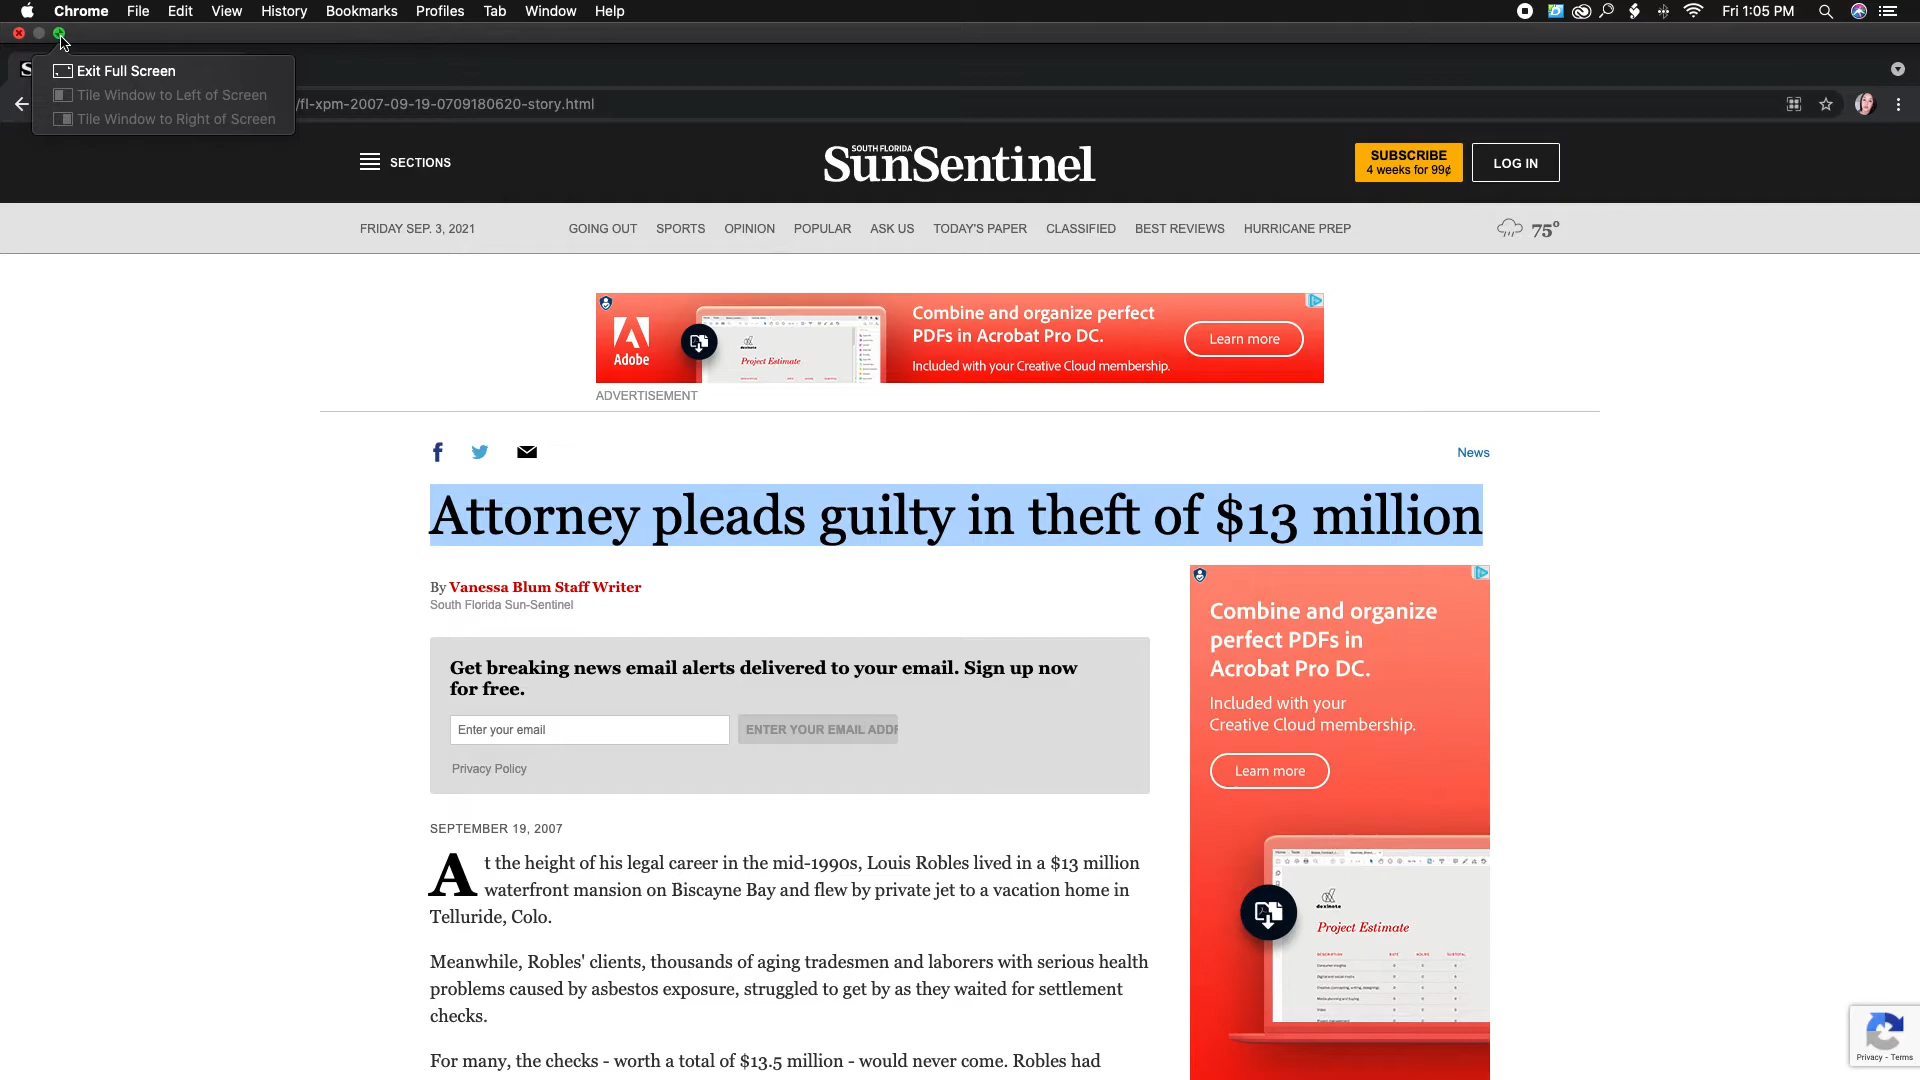 Chrome File Edit View History Bookmarks Profiles Tab Window Help
Fri 1:05 PM
Exit Full Screen
Tile Window to Left of Screen
Tile Window to Right of Screen
/fl-xpm-2007-09-19-0709180620-story.html
SECTIONS
SOUTH FLORIDA
SunSentinel
SUBSCRIBE
4 weeks for 99¢
LOG IN
FRIDAY SEP. 3, 2021
GOING OUT SPORTS OPINION POPULAR ASK US TODAY'S PAPER CLASSIFIED BEST REVIEWS HURRICANE PREP
75°
Adobe
Project Estimate
Combine and organize perfect
PDFs in Acrobat Pro DC.
Included with your Creative Cloud membership.
Learn more
ADVERTISEMENT
News
Attorney pleads guilty in theft of $13 million
By Vanessa Blum Staff Writer
South Florida Sun-Sentinel
Get breaking news email alerts delivered to your email. Sign up now
for free.
Enter your email
ENTER YOUR EMAIL ADDR
Privacy Policy
SEPTEMBER 19, 2007
At the height of his legal career in the mid-1990s, Louis Robles lived in a $13 million
waterfront mansion on Biscayne Bay and flew by private jet to a vacation home in
Telluride, Colo.
Meanwhile, Robles' clients, thousands of aging tradesmen and laborers with serious health
problems caused by asbestos exposure, struggled to get by as they waited for settlement
checks.
For many, the checks - worth a total of $13.5 million - would never come. Robles had
Combine and organize
perfect PDFs in
Acrobat Pro DC.
Included with your
Creative Cloud membership.
Learn more
Project Estimate
Privacy - Terms